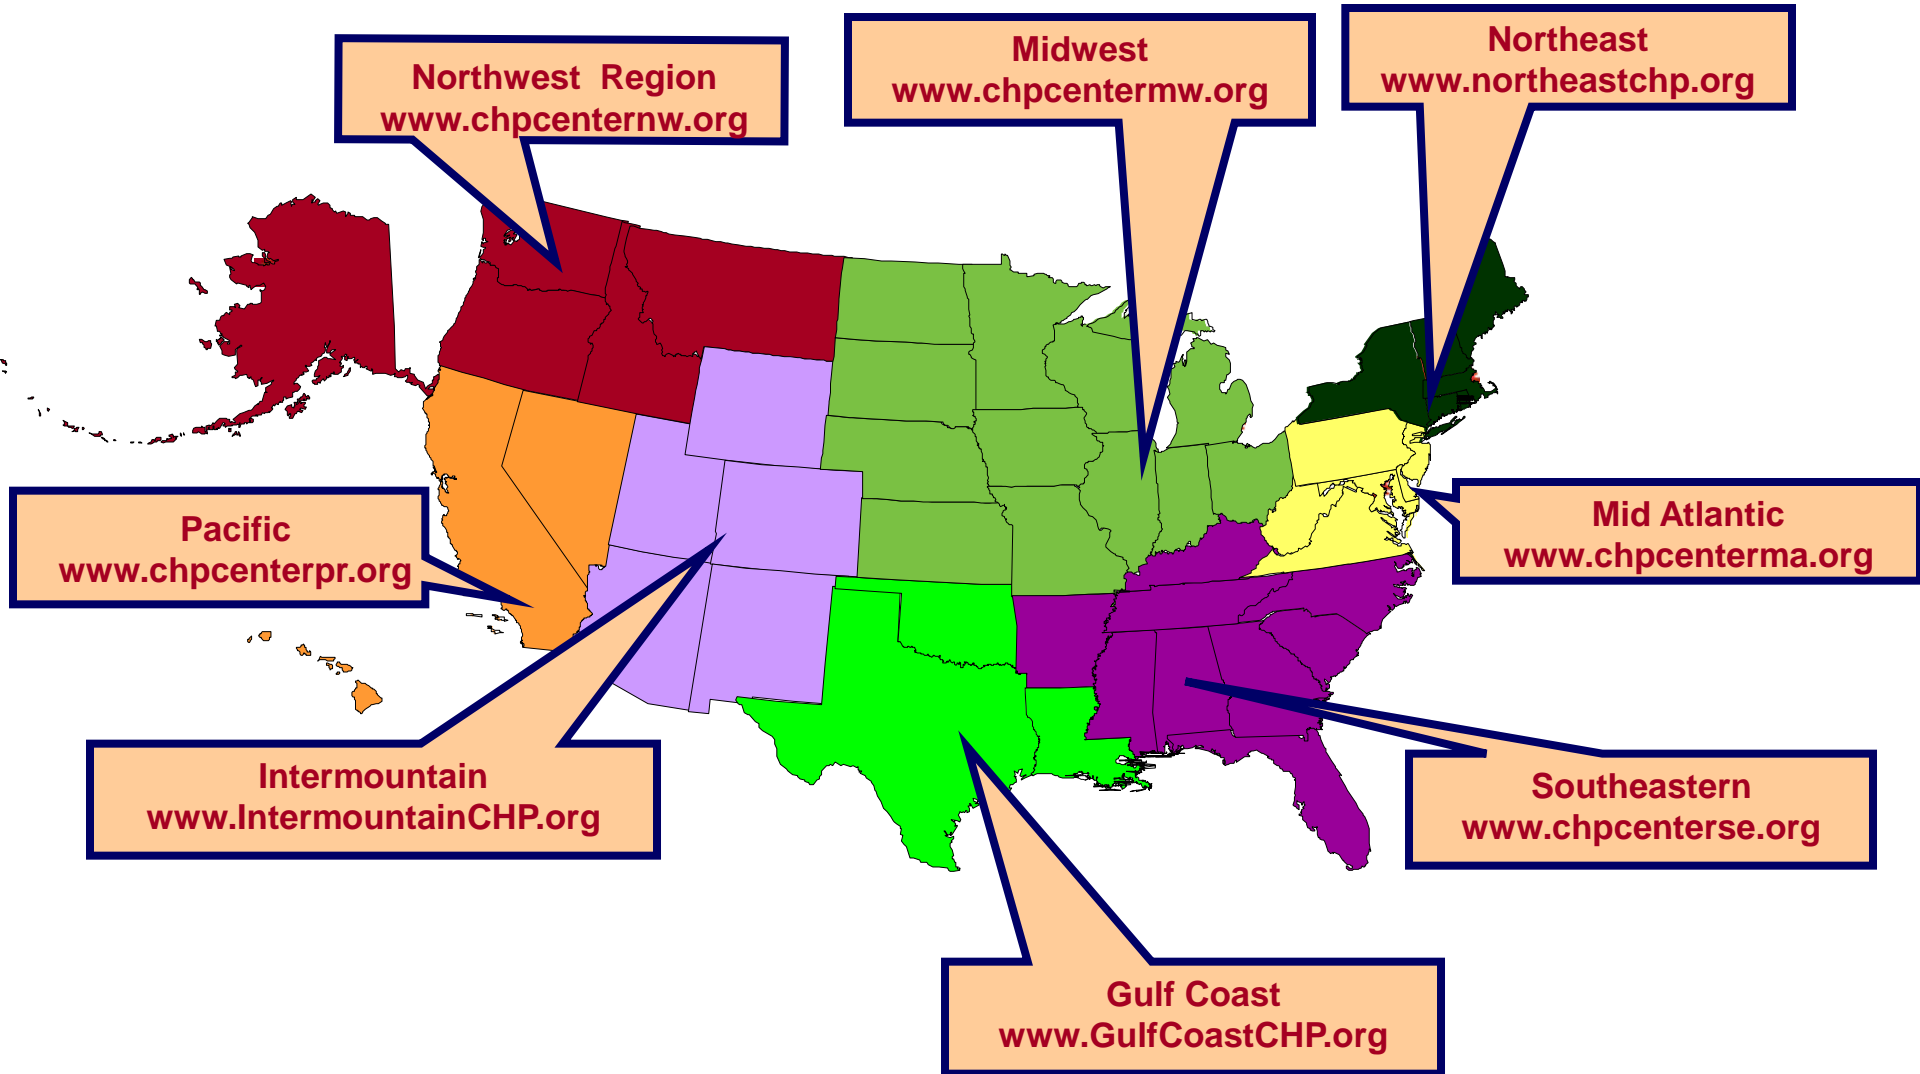 Northwest  Region
www.chpcenternw.org
Midwest
www.chpcentermw.org
Northeast
www.northeastchp.org
Pacific
www.chpcenterpr.org
Mid Atlantic
www.chpcenterma.org
Intermountain
www.IntermountainCHP.org
Southeastern
www.chpcenterse.org
Gulf Coast
www.GulfCoastCHP.org